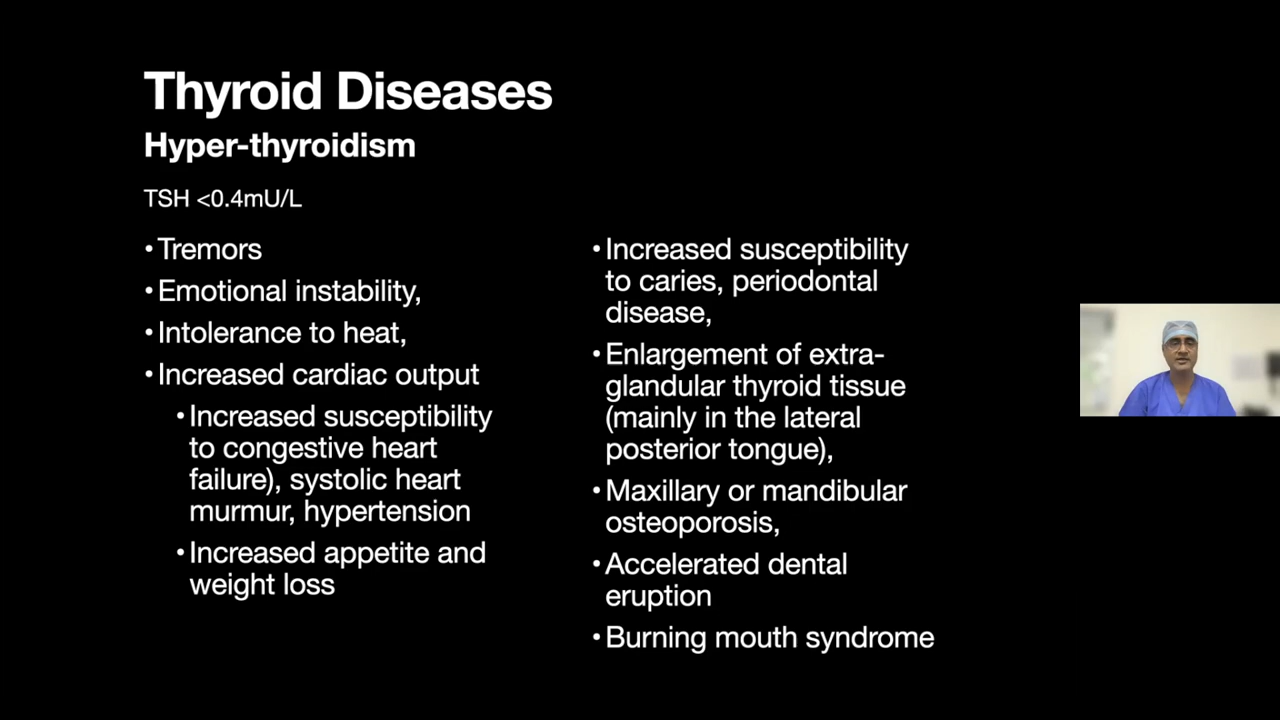 Thyroid Diseases
Hyper-thyroidism
TSH <0.4mU/L
• Tremors
• Emotional instability,
• Intolerance to heat,
• Increased cardiac output
• Increased susceptibility
to congestive heart
failure), systolic heart
murmur, hypertension
• Increased appetite and
weight loss
• Increased susceptibility
to caries, periodontal
disease,
• Enlargement of extra-
glandular thyroid tissue
(mainly in the lateral
posterior tongue),
• Maxillary or mandibular
osteoporosis,
• Accelerated dental
eruption
• Burning mouth syndrome